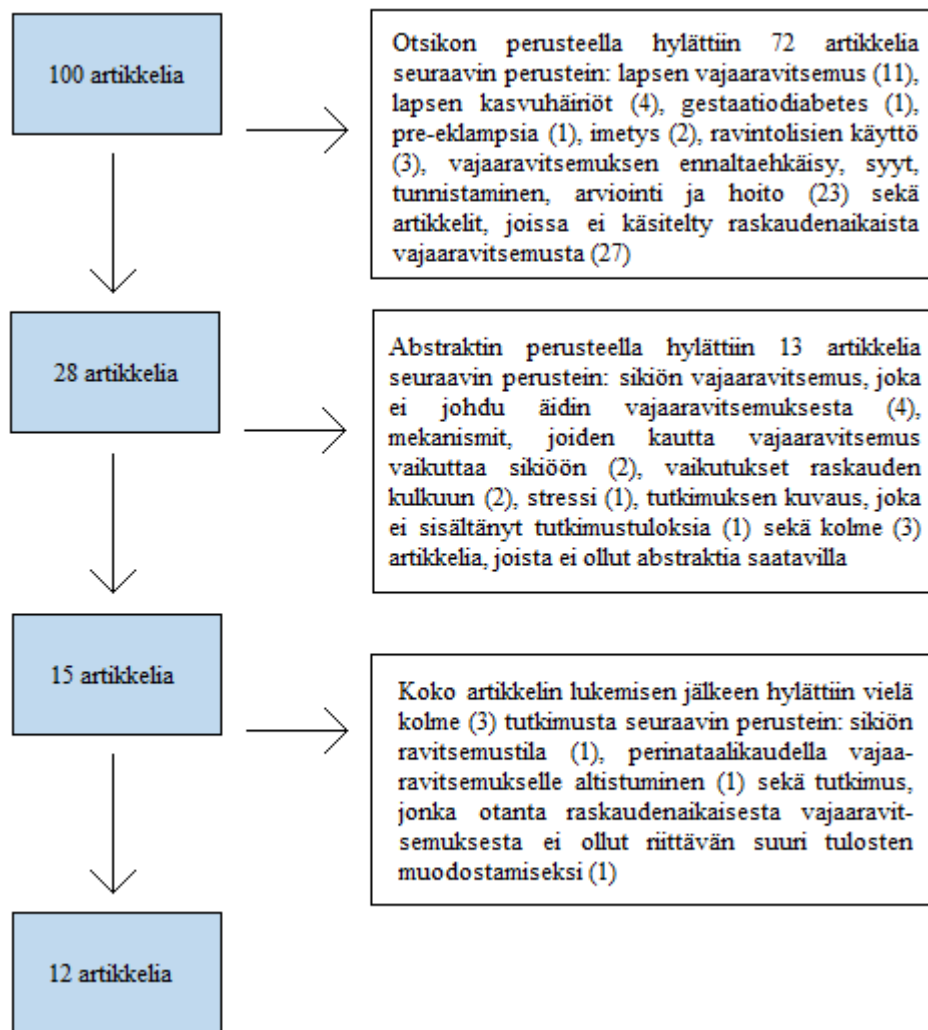 100 artikkelia
Otsikon perusteella hylättiin 72 artikkelia
seuraavin perustein: lapsen vajaaravitsemus (11),
lapsen kasvuhäiriöt (4), gestaatiodiabetes (1),
pre-eklampsia (1), imetys (2), ravintolisien käyttö
(3), vajaaravitsemuksen ennaltaehkäisy, syyt,
tunnistaminen, arviointi ja hoito (23) sekä
artikkelit, joissa ei käsitelty raskaudenaikaista
vajaaravitsemusta (27)
28 artikkelia
Abstraktin perusteella hylättiin 13 artikkelia
seuraavin perustein: sikiön vajaaravitsemus, joka
ei johdu äidin vajaaravitsemuksesta (4),
mekanismit, joiden kautta vajaaravitsemus
vaikuttaa sikiöön (2), vaikutukset raskauden
kulkuun (2), stressi (1), tutkimuksen kuvaus, joka
ei sisältänyt tutkimustuloksia (1) sekä kolme (3)
artikkelia, joista ei ollut abstraktia saatavilla
15 artikkelia
Koko artikkelin lukemisen jälkeen hylättiin vielä
kolme (3) tutkimusta seuraavin perustein: sikiön
ravitsemustila (1), perinataalikaudella vajaa-
ravitsemukselle altistuminen (1) sekä tutkimus,
jonka otanta raskaudenaikaisesta vajaaravit-
semuksesta ei ollut riittävän suuri tulosten
muodostamiseksi (1)
12 artikkelia